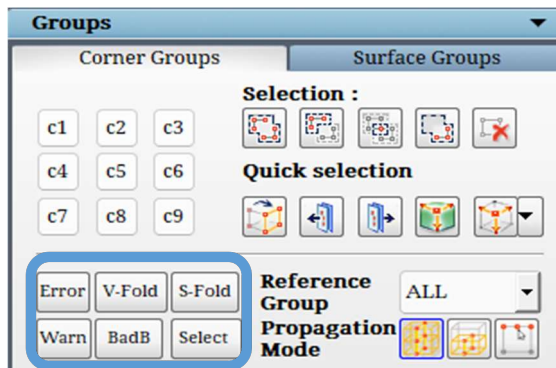 Groups
Corner Groups
Surface Groups
Selection :
c1 c2 c3
c4 c5 c6
Quick selection
c7 c8 c9
Error V-Fold S-Fold
Reference
Group
ALL
Warn BadB Select
Propagation
Mode